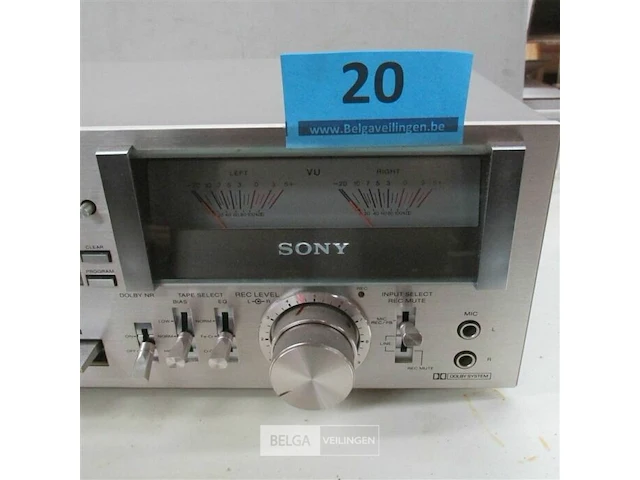 20
www.Belgaveilingen.be
LEFT VU RIGHT
SONY
CLEAR
PROGRAM
DOLBY NR TAPE SELECT REC LEVEL REC INPUT SELECT
BIAS EQ L R REC MUTE
MIC
L
LINE
R
REC MUTE
DOLBY SYSTEM
BELGA VEILINGEN